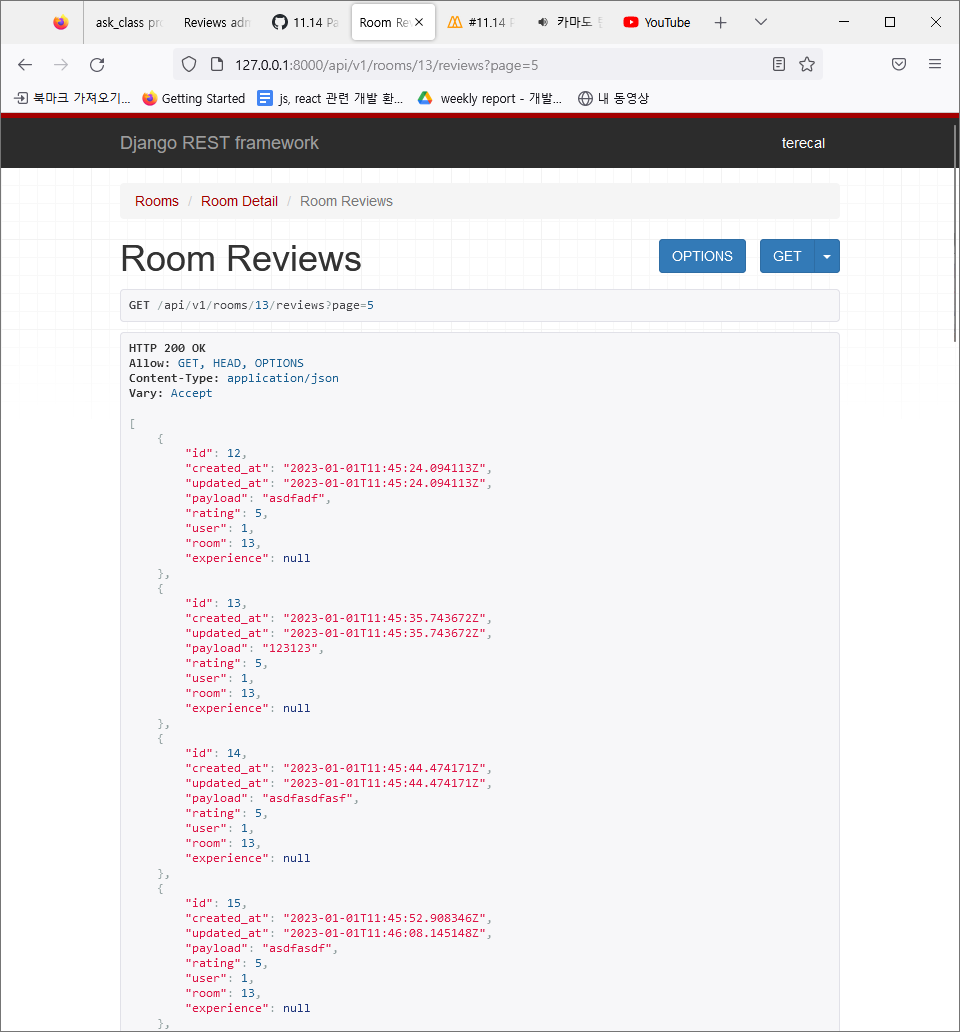 ask_class pro
Reviews adm
11.14 Pa
Room Re
#11.14 P
카마도 탄
YouTube
127.0.0.1:8000/api/v1/rooms/13/reviews?page=5
북마크 가져오기...
Getting Started
js, react 관련 개발 환...
weekly report - 개발...
내 동영상
Django REST framework
terecal
Rooms / Room Detail / Room Reviews
Room Reviews
OPTIONS
GET
GET /api/v1/rooms/13/reviews?page=5
HTTP 200 OK
Allow: GET, HEAD, OPTIONS
Content-Type: application/json
Vary: Accept
[
{
"id": 12,
"created_at": "2023-01-01T11:45:24.094113Z",
"updated_at": "2023-01-01T11:45:24.094113Z",
"payload": "asdfadf",
"rating": 5,
"user": 1,
"room": 13,
"experience": null
},
{
"id": 13,
"created_at": "2023-01-01T11:45:35.743672Z",
"updated_at": "2023-01-01T11:45:35.743672Z",
"payload": "123123",
"rating": 5,
"user": 1,
"room": 13,
"experience": null
},
{
"id": 14,
"created_at": "2023-01-01T11:45:44.474171Z",
"updated_at": "2023-01-01T11:45:44.474171Z",
"payload": "asdfasdfasf",
"rating": 5,
"user": 1,
"room": 13,
"experience": null
},
{
"id": 15,
"created_at": "2023-01-01T11:45:52.908346Z",
"updated_at": "2023-01-01T11:46:08.145148Z",
"payload": "asdfasdf",
"rating": 5,
"user": 1,
"room": 13,
"experience": null
},